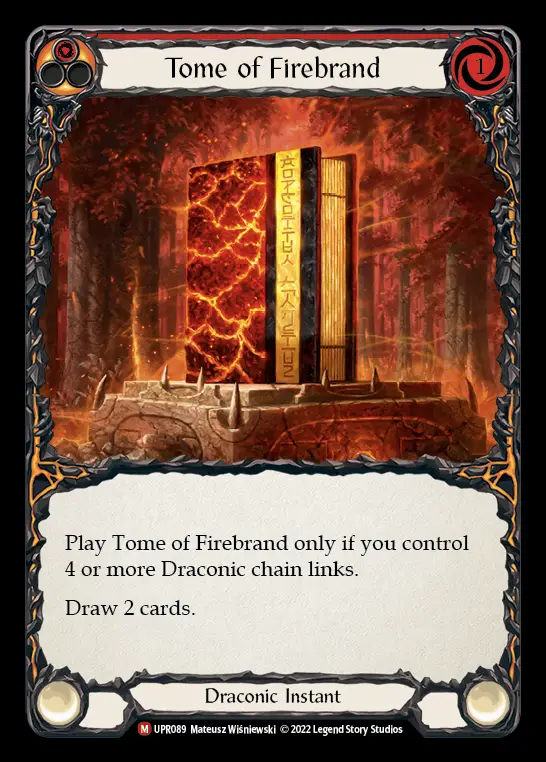 Tome of Firebrand
1
Play Tome of Firebrand only if you control
4 or more Draconic chain links.
Draw 2 cards.
Draconic Instant
M UPR089 Mateusz Wiśniewski © 2022 Legend Story Studios